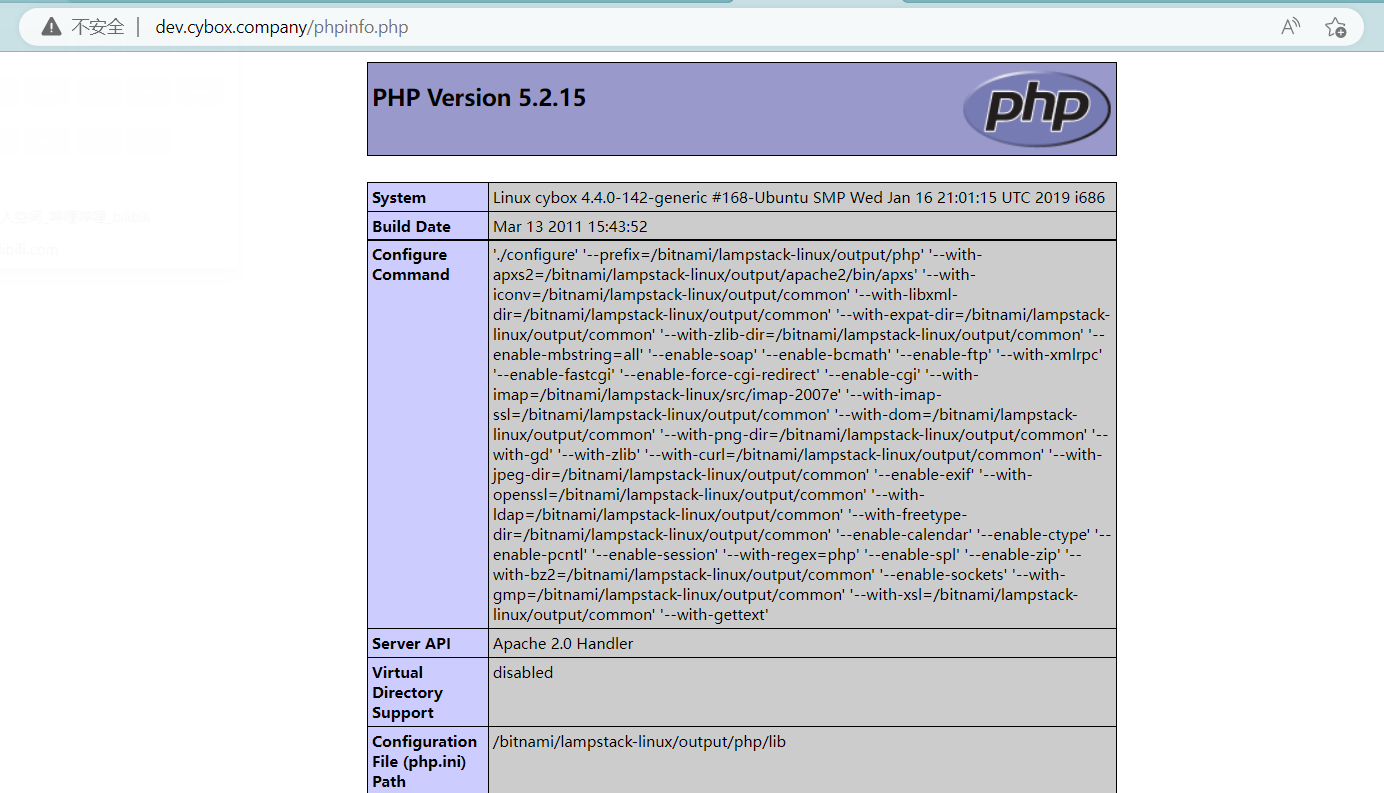 不安全 | dev.cybox.company/phpinfo.php A
PHP Version 5.2.15
php
System Linux cybox 4.4.0-142-generic #168-Ubuntu SMP Wed Jan 16 21:01:15 UTC 2019 i686
Build Date Mar 13 2011 15:43:52
Configure './configure' '--prefix=/bitnami/lampstack-linux/output/php' '--with-
Command apxs2=/bitnami/lampstack-linux/output/apache2/bin/apxs' '--with-
iconv=/bitnami/lampstack-linux/output/common' '--with-libxml-
dir=/bitnami/lampstack-linux/output/common' '--with-expat-dir=/bitnami/lampstack-
linux/output/common' '--with-zlib-dir=/bitnami/lampstack-linux/output/common' '--
enable-mbstring=all' '--enable-soap' '--enable-bcmath' '--enable-ftp' '--with-xmlrpc'
'--enable-fastcgi' '--enable-force-cgi-redirect' '--enable-cgi' '--with-
imap=/bitnami/lampstack-linux/src/imap-2007e' '--with-imap-
ssl=/bitnami/lampstack-linux/output/common' '--with-dom=/bitnami/lampstack-
linux/output/common' '--with-png-dir=/bitnami/lampstack-linux/output/common' '--
with-gd' '--with-zlib' '--with-curl=/bitnami/lampstack-linux/output/common' '--with-
jpeg-dir=/bitnami/lampstack-linux/output/common' '--enable-exif' '--with-
openssl=/bitnami/lampstack-linux/output/common' '--with-
ldap=/bitnami/lampstack-linux/output/common' '--with-freetype-
dir=/bitnami/lampstack-linux/output/common' '--enable-calendar' '--enable-ctype' '--
enable-pcntl' '--enable-session' '--with-regex=php' '--enable-spl' '--enable-zip' '--
with-bz2=/bitnami/lampstack-linux/output/common' '--enable-sockets' '--with-
gmp=/bitnami/lampstack-linux/output/common' '--with-xsl=/bitnami/lampstack-
linux/output/common' '--with-gettext'
Server API Apache 2.0 Handler
Virtual disabled
Directory
Support
Configuration /bitnami/lampstack-linux/output/php/lib
File (php.ini)
Path